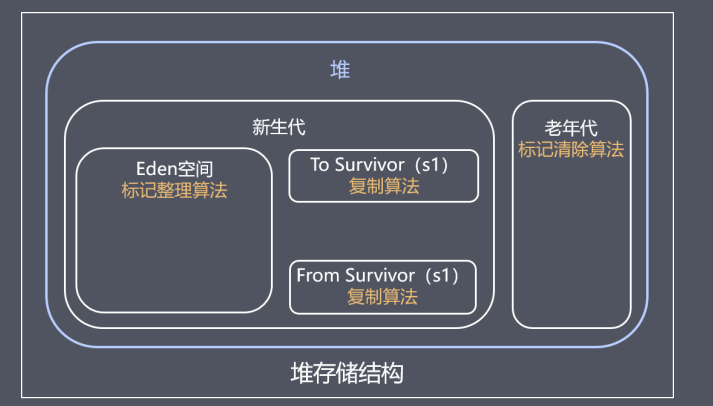 堆
新生代
Eden空间
标记整理算法
To Survivor（s1）
复制算法
From Survivor（s1）
复制算法
老年代
标记清除算法
堆存储结构